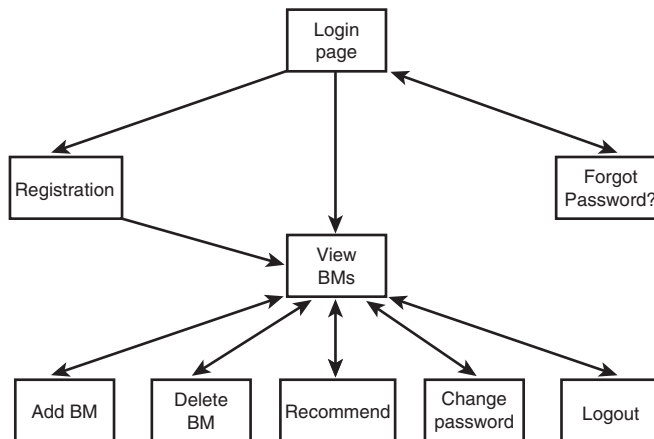 Login
page
Registration
Forgot
Password?
View
BMs
Add BM
Delete
BM
Recommend
Change
password
Logout